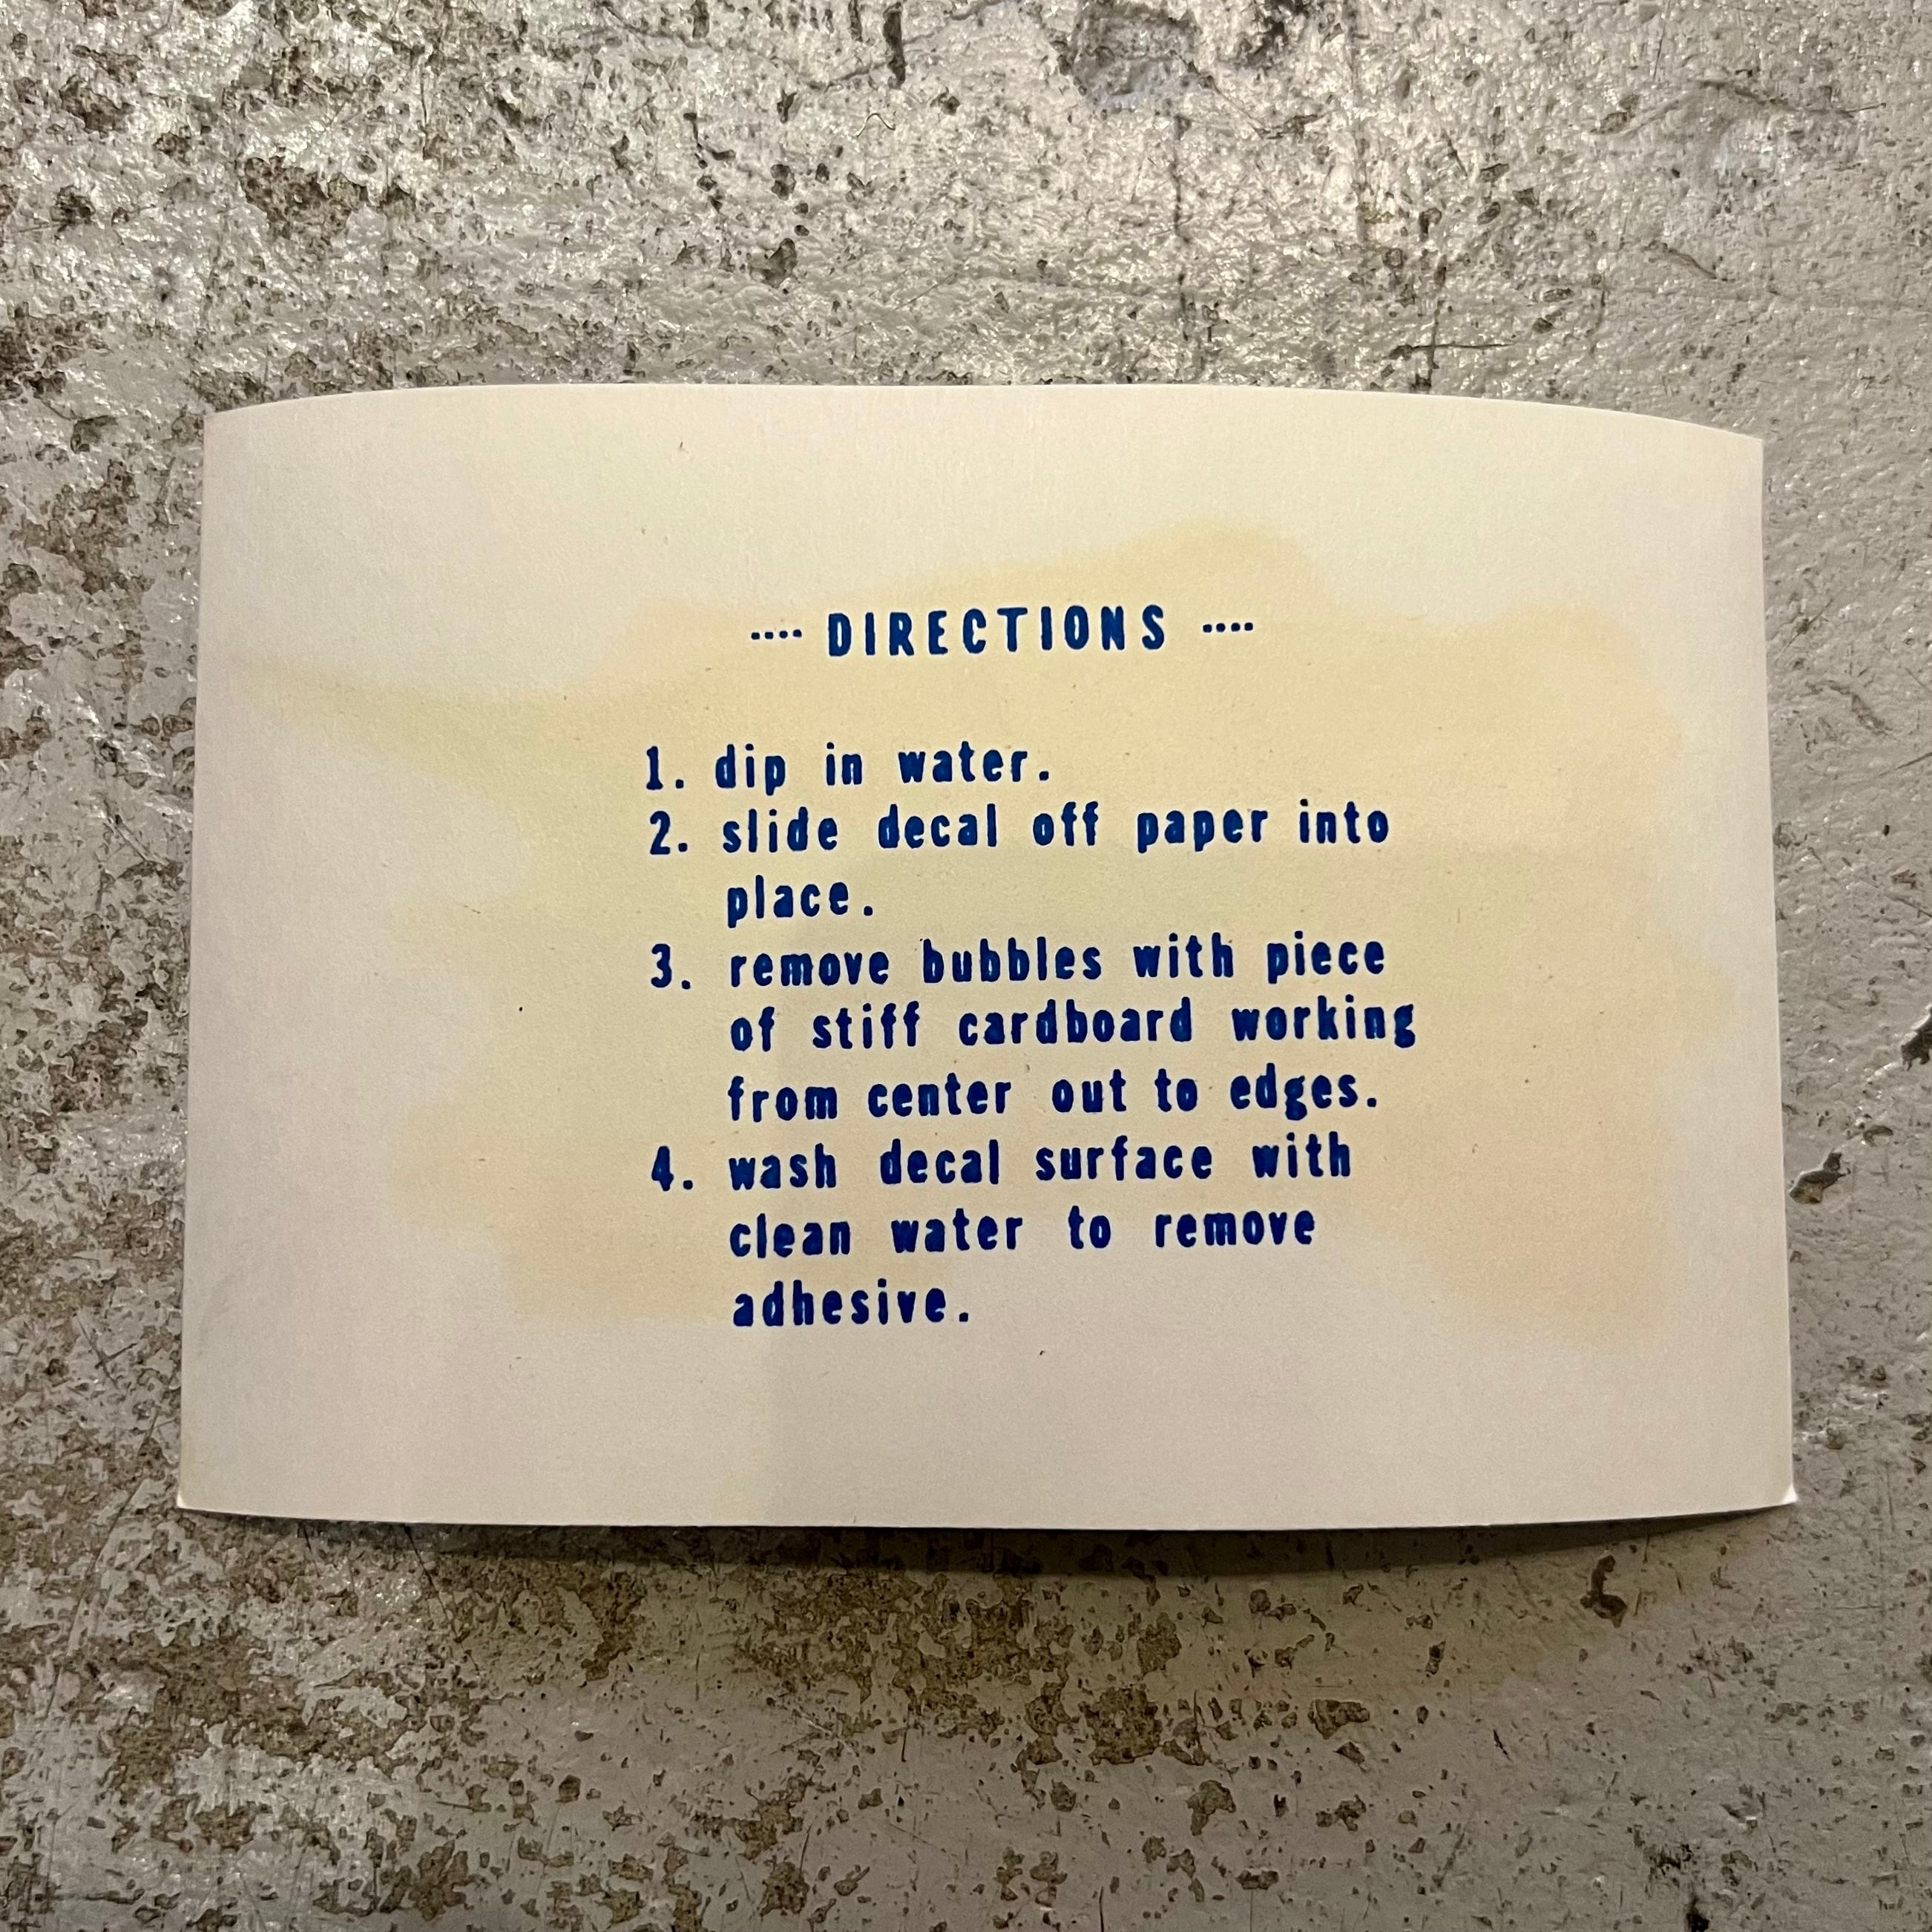 .... DIRECTIONS ....
1. dip in water.
2. slide decal off paper into
place.
3. remove bubbles with piece
of stiff cardboard working
from center out to edges.
4. wash decal surface with
clean water to remove
adhesive.